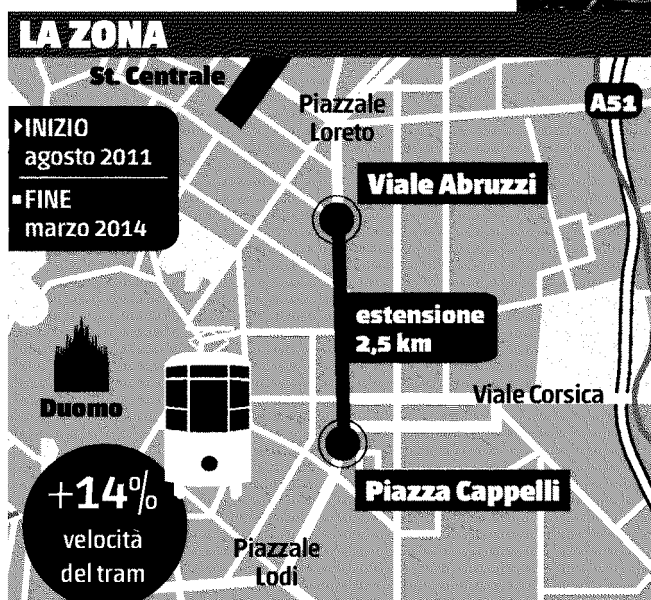 LA ZONA
St. Centrale
Piazzale
Loreto
A51
INIZIO
agosto 2011
FINE
marzo 2014
Viale Abruzzi
estensione
2,5 km
Duomo
Viale Corsica
+14%
velocità
del tram
Piazza Cappelli
Piazzale
Lodi